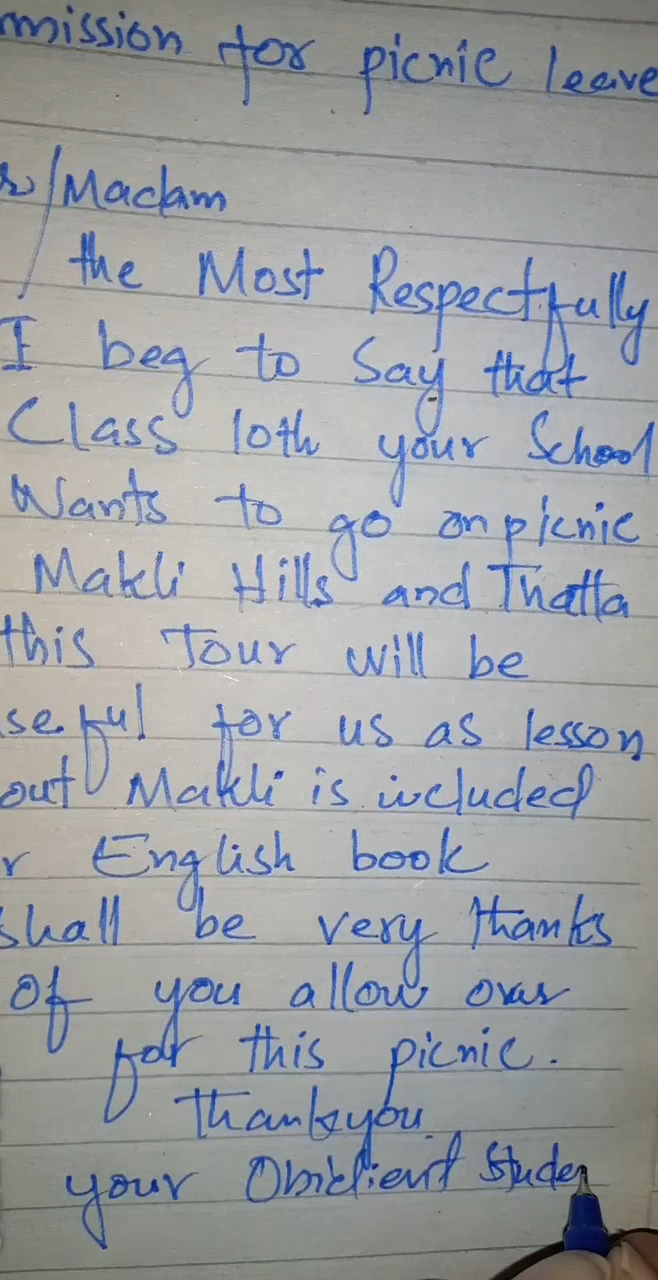 mission for picnic leave
r/Madam
the Most Respectfully
I beg to Say that
Class 10th your School
Wants to go on picnic
Makli Hills and Thatta
this Tour will be
seful for us as lesson
out Makli is included
r English book
shall be very thanks
of you allow
for this picnic.
Thankyou
your Obidient Studen